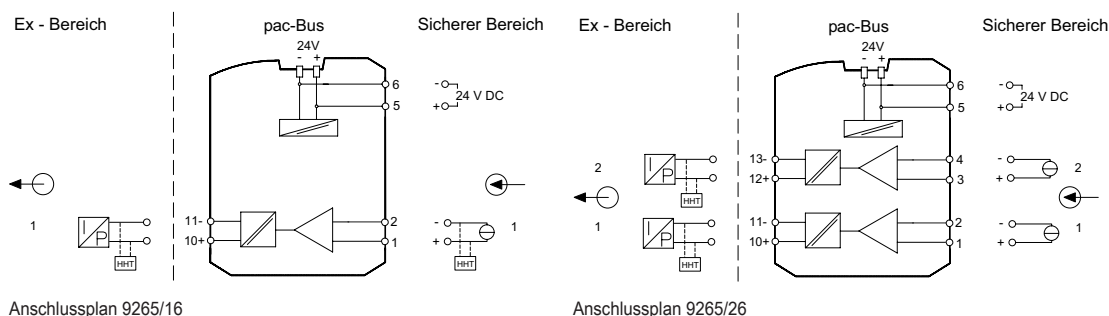 Ex - Bereich
pac-Bus
Sicherer Bereich
24V
- +
6
- 24 V DC
5
+
1
I
P
HHT
11-
10+
2
-
1
+
1
HHT
Anschlussplan 9265/16
Ex - Bereich
pac-Bus
Sicherer Bereich
24V
- +
6
- 24 V DC
5
+
2
I
P
HHT
13-
12+
4
-
2
3
+
1
I
P
HHT
11-
10+
2
-
1
1
+
Anschlussplan 9265/26